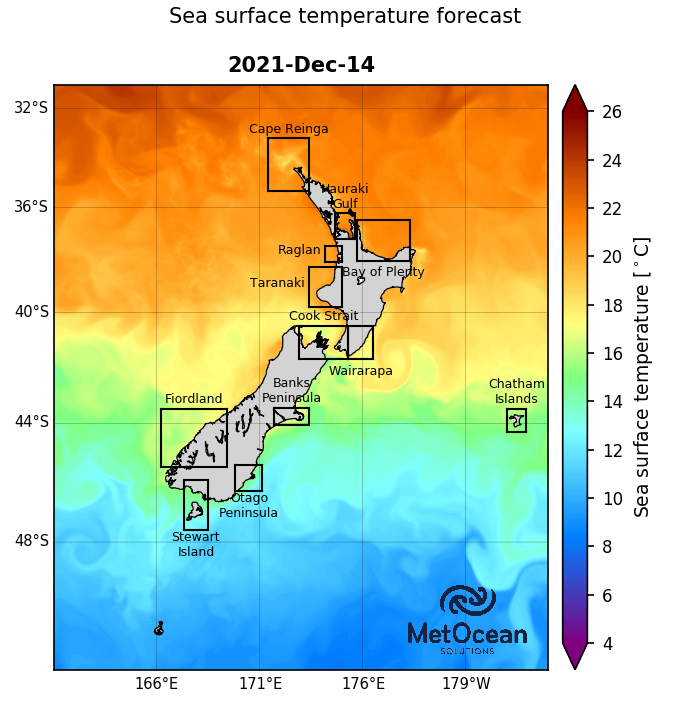 Sea surface temperature forecast
2021-Dec-14
32°S
36°S
40°S
44°S
48°S
166°E
171°E
176°E
179°W
Cape Reinga
Hauraki
Gulf
Raglan
Bay of Plenty
Taranaki
Cook Strait
Wairarapa
Banks
Peninsula
Fiordland
Chatham
Islands
Otago
Peninsula
Stewart
Island
MetOcean
SOLUTIONS
26
24
22
20
18
16
14
12
10
8
6
4
Sea surface temperature [°C]